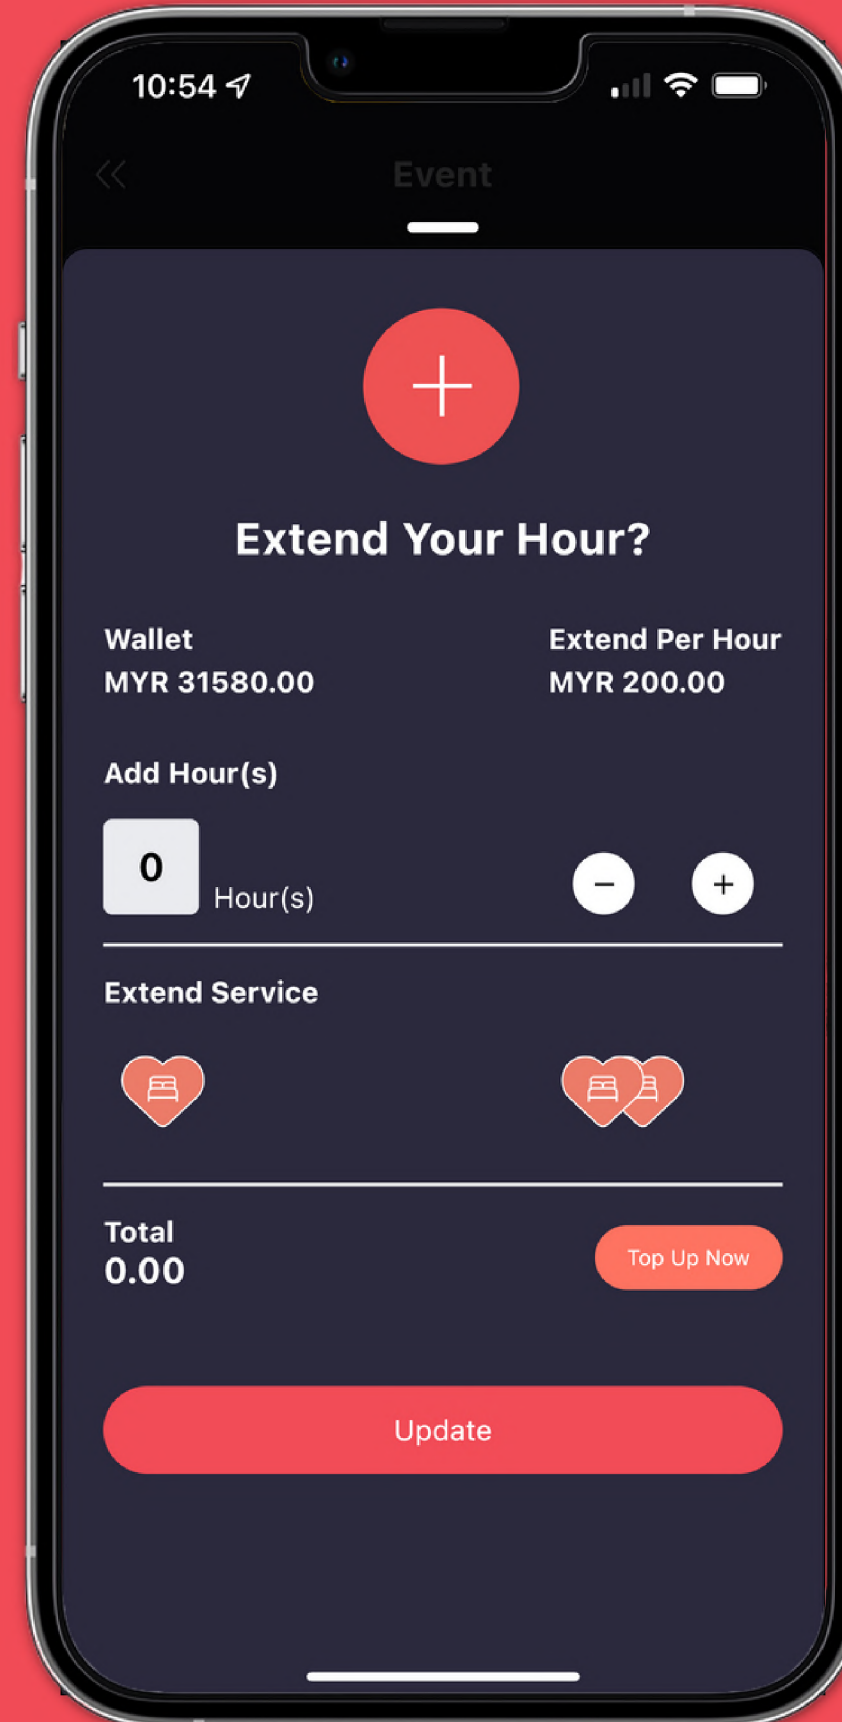 10:54
Event
Extend Your Hour?
Wallet
MYR 31580.00
Extend Per Hour
MYR 200.00
Add Hour(s)
0
Hour(s)
- +
Extend Service
Total
0.00
Top Up Now
Update